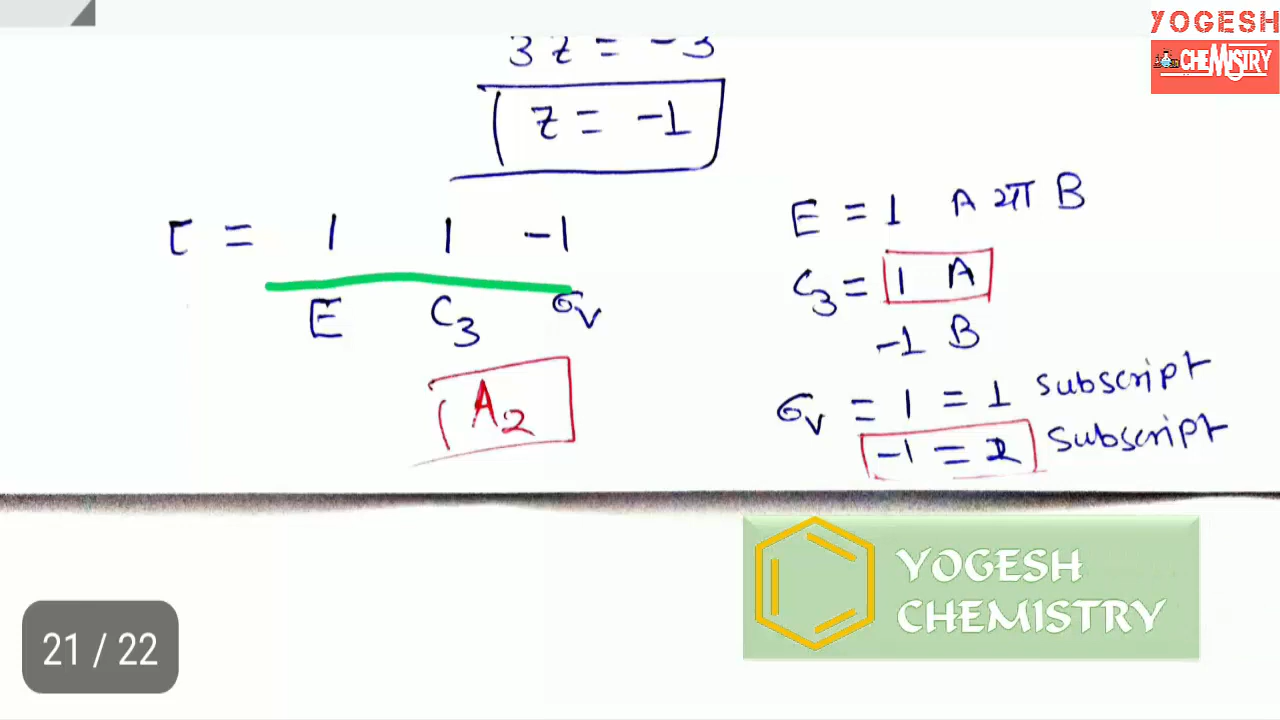 YOGESH
CHEMISTRY
3z = -3
z = -1
Γ = 1 1 -1
E C3 σv
A2
E = 1 A या B
C3 = 1 A
-1 B
σv = 1 = 1 Subscript
-1 = 2 Subscript
YOGESH
CHEMISTRY
21 / 22